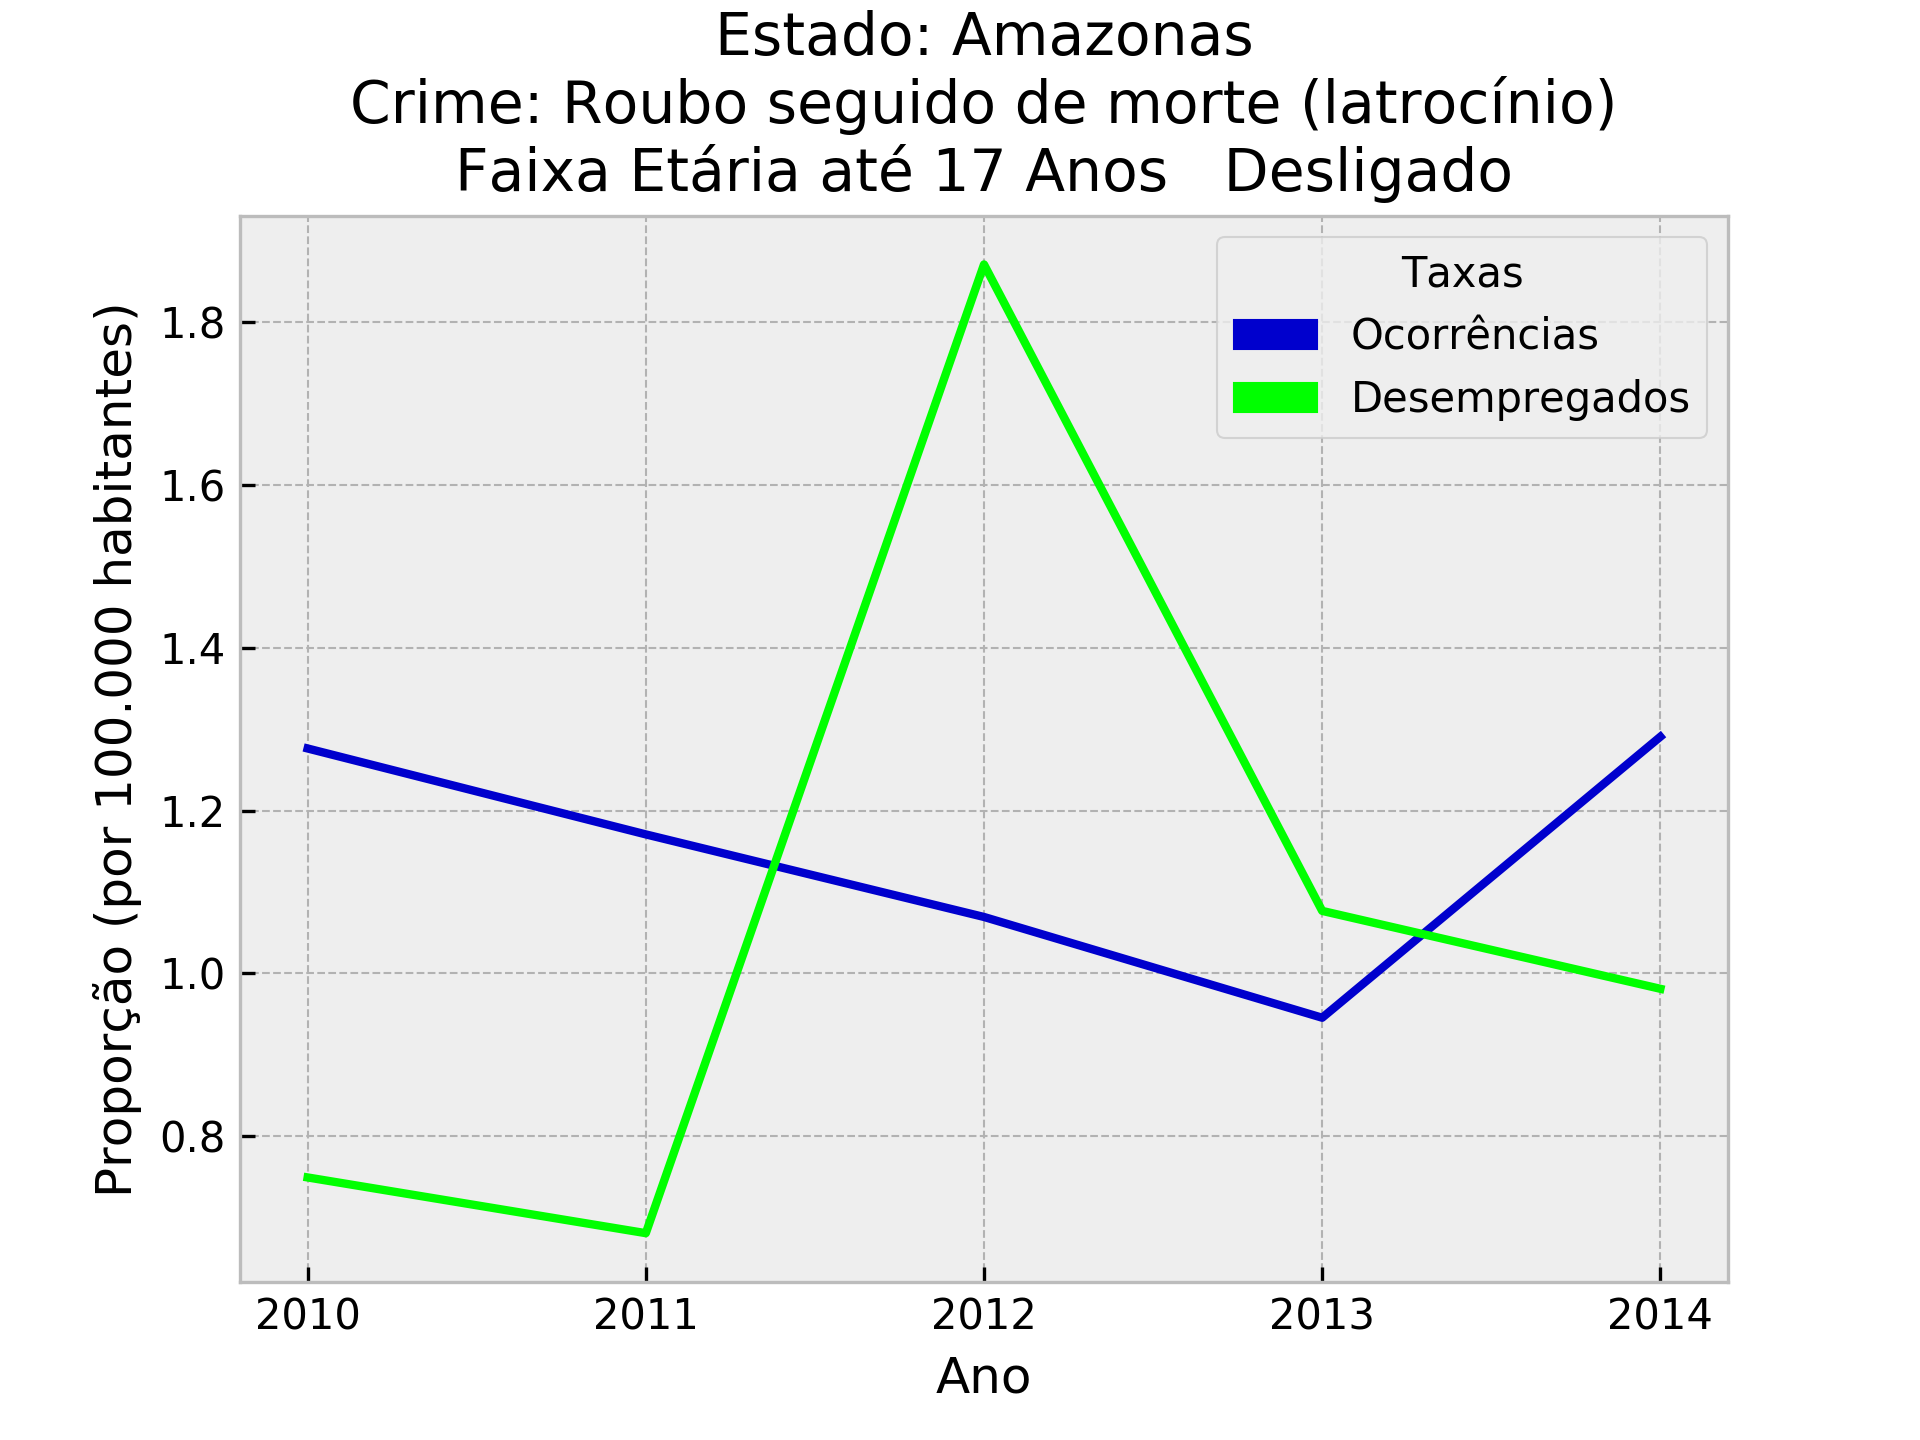 Estado: Amazonas
Crime: Roubo seguido de morte (latrocínio)
Faixa Etária até 17 Anos   Desligado
Taxas
Ocorrências
Desempregados
Proporção (por 100.000 habitantes)
1.8
1.6
1.4
1.2
1.0
0.8
2010 2011 2012 2013 2014
Ano